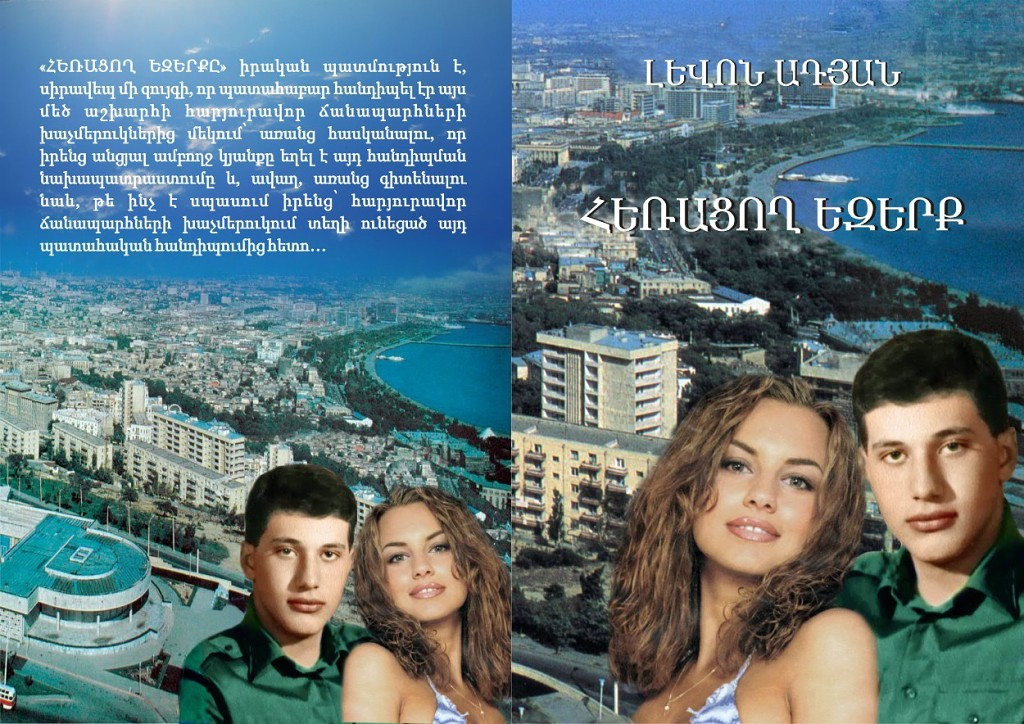 «ՀԵՌԱՑՈՂ ԵԶԵՐՔԸ» իրական պատմություն է,
սիրավեպ մի զույգի, որ պատահաբար հանդիպել էր այս
մեծ աշխարհի հարյուրավոր ճանապարհների
խաչմերուկներից մեկում՝ առանց հասկանալու, որ
իրենց անցյալ ամբողջ կյանքը եղել է այդ հանդիպման
նախապատրաստումը և, ավաղ, առանց գիտենալու
նաև, թե ինչ է սպասում իրենց՝ հարյուրավոր
ճանապարհների խաչմերուկում տեղի ունեցած այդ
պատահական հանդիպումից հետո…
ԼԵՎՈՆ ԱԴՅԱՆ
ՀԵՌԱՑՈՂ ԵԶԵՐՔ